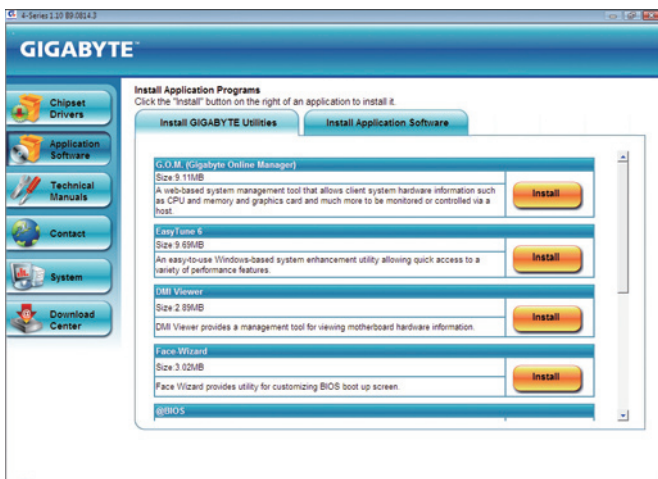 4-Series 1.10 B9.0814.3
GIGABYTE™
Chipset
Drivers
Application
Software
Technical
Manuals
Contact
System
Download
Center
Install Application Programs
Click the "Install" button on the right of an application to install it.
Install GIGABYTE Utilities
Install Application Software
G.O.M. (Gigabyte Online Manager)
Size:9.11MB
A web-based system management tool that allows client system hardware information such
as CPU and memory and graphics card and much more to be monitored or controlled via a
host.
Install
EasyTune 6
Size:9.69MB
An easy-to-use Windows-based system enhancement utility allowing quick access to a
variety of performance features.
Install
DMI Viewer
Size:2.89MB
DMI Viewer provides a management tool for viewing motherboard hardware information.
Install
Face-Wizard
Size:3.02MB
Face Wizard provides utility for customizing BIOS boot up screen.
Install
@BIOS